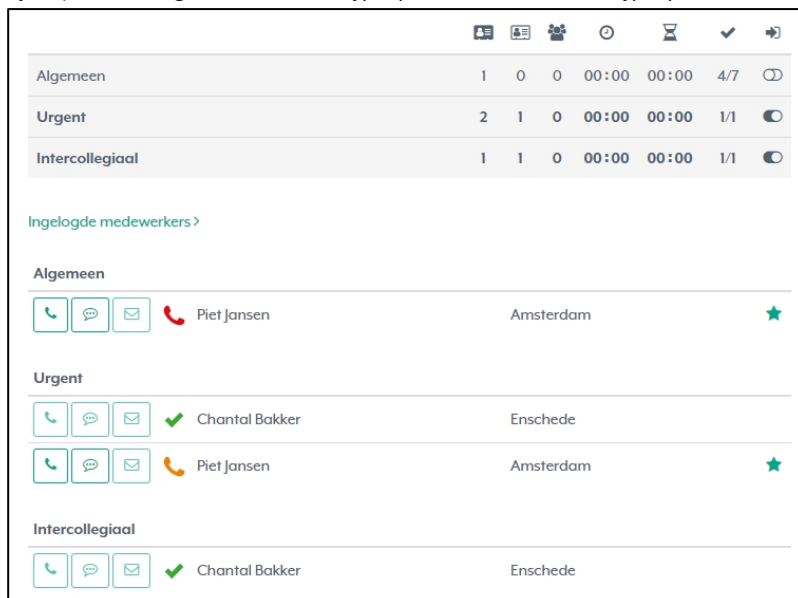 Algemeen 1 0 0 00:00 00:00 4/7
Urgent 2 1 0 00:00 00:00 1/1
Intercollegiaal 1 1 0 00:00 00:00 1/1
Ingelogde medewerkers >
Algemeen
Piet Jansen Amsterdam
Urgent
Chantal Bakker Enschede
Piet Jansen Amsterdam
Intercollegiaal
Chantal Bakker Enschede